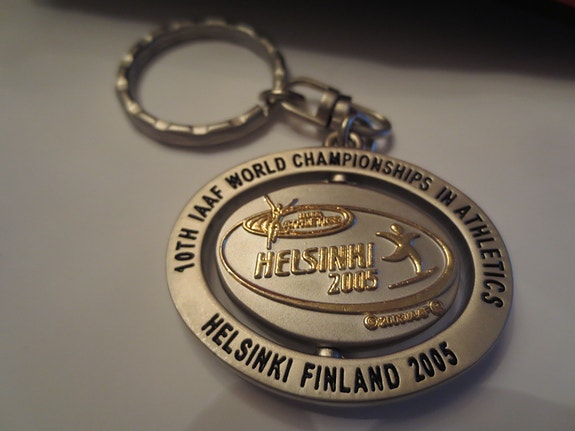 10TH IAAF WORLD CHAMPIONSHIPS IN ATHLETICS
HELSINKI
2005
HELSINKI FINLAND 2005